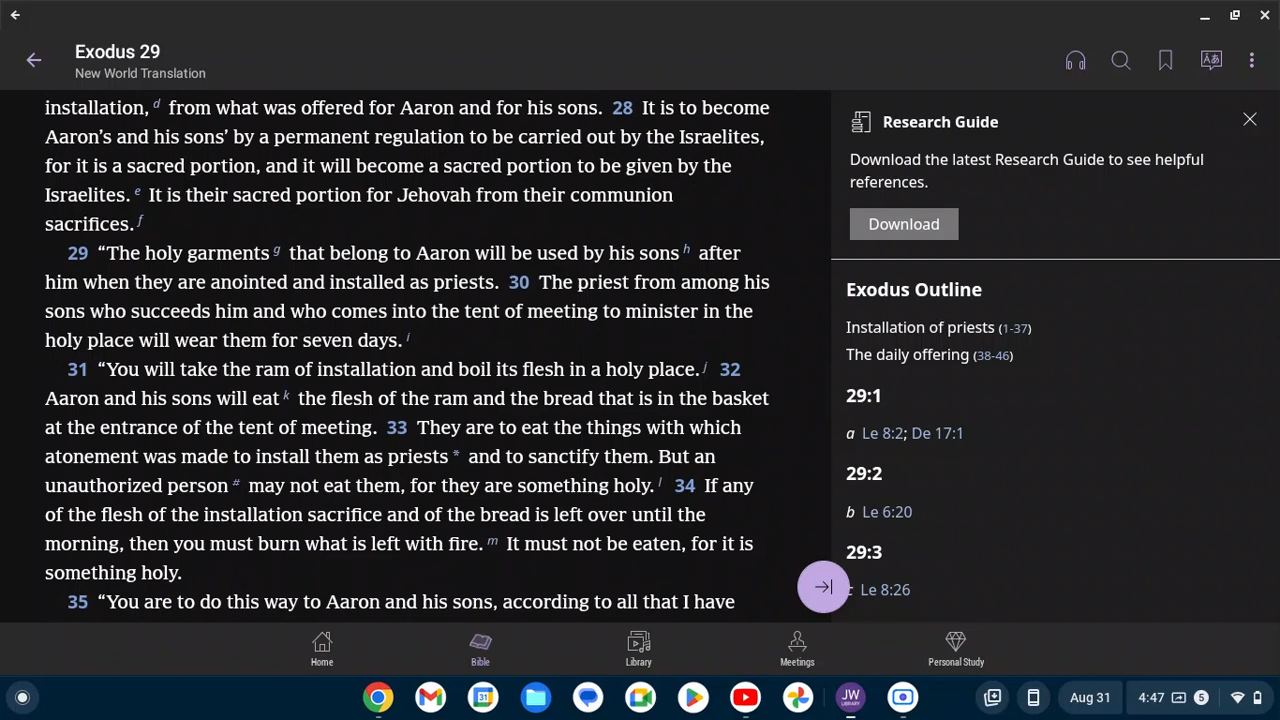 Exodus 29
New World Translation
installation, d from what was offered for Aaron and for his sons. 28 It is to become
Aaron’s and his sons’ by a permanent regulation to be carried out by the Israelites,
for it is a sacred portion, and it will become a sacred portion to be given by the
Israelites. e It is their sacred portion for Jehovah from their communion
sacrifices. f
29 “The holy garments g that belong to Aaron will be used by his sons h after
him when they are anointed and installed as priests. 30 The priest from among his
sons who succeeds him and who comes into the tent of meeting to minister in the
holy place will wear them for seven days. i
31 “You will take the ram of installation and boil its flesh in a holy place. j 32
Aaron and his sons will eat k the flesh of the ram and the bread that is in the basket
at the entrance of the tent of meeting. 33 They are to eat the things with which
atonement was made to install them as priests * and to sanctify them. But an
unauthorized person # may not eat them, for they are something holy. l 34 If any
of the flesh of the installation sacrifice and of the bread is left over until the
morning, then you must burn what is left with fire. m It must not be eaten, for it is
something holy.
35 “You are to do this way to Aaron and his sons, according to all that I have
Research Guide
Download the latest Research Guide to see helpful
references.
Download
Exodus Outline
Installation of priests (1-37)
The daily offering (38-46)
29:1
a Le 8:2; De 17:1
29:2
b Le 6:20
29:3
c Le 8:26
Home
Bible
Library
Meetings
Personal Study
31
JW
LIBRARY
Aug 31
4:47
5